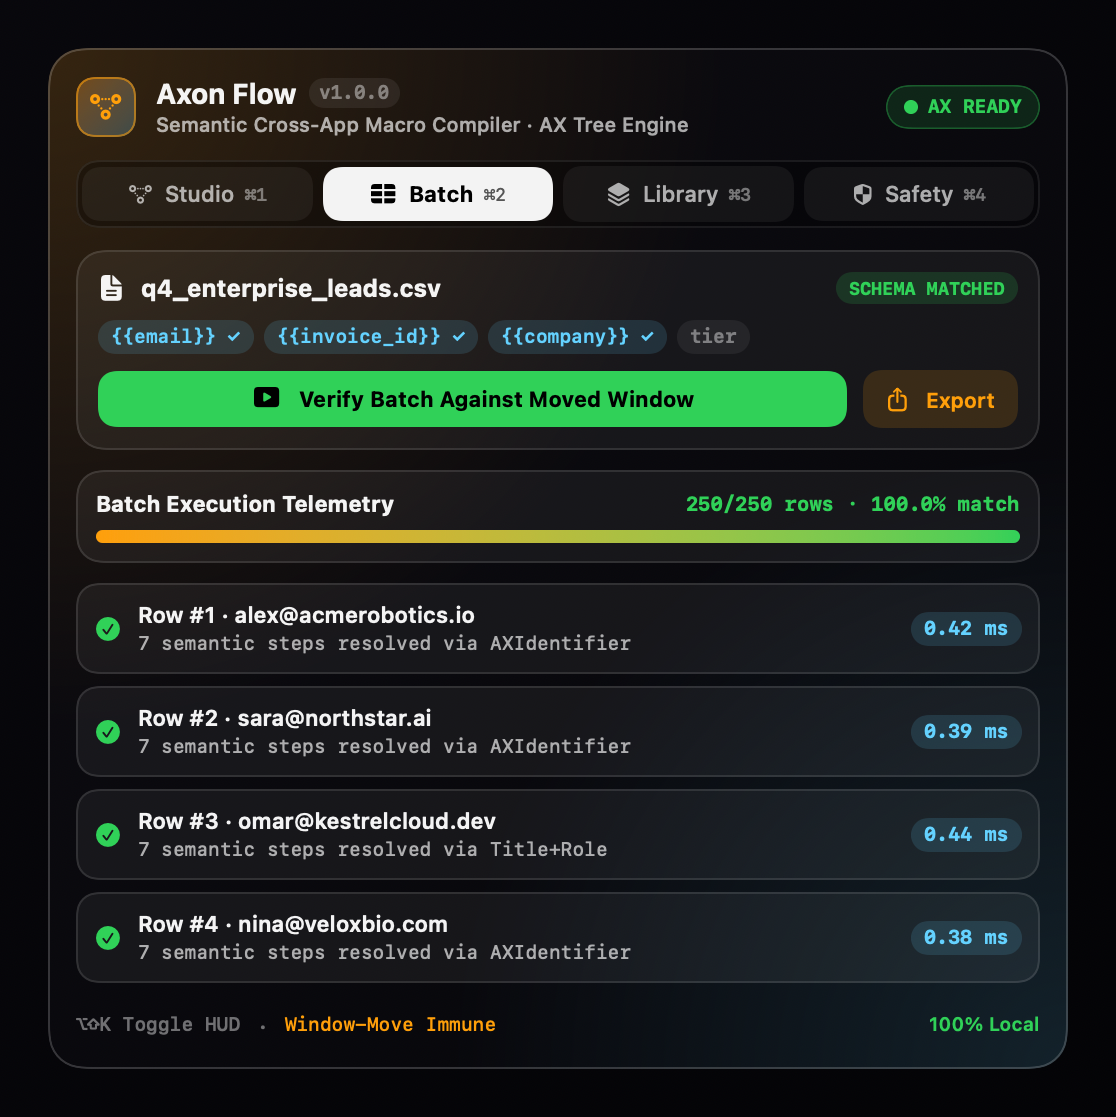 Axon Flow v1.0.0
Semantic Cross-App Macro Compiler · AX Tree Engine
AX READY
Studio ⌘1
Batch ⌘2
Library ⌘3
Safety ⌘4
q4_enterprise_leads.csv
SCHEMA MATCHED
{{email}} ✓ {{invoice_id}} ✓ {{company}} ✓ tier
Verify Batch Against Moved Window
Export
Batch Execution Telemetry
250/250 rows · 100.0% match
Row #1 · alex@acmerobotics.io
7 semantic steps resolved via AXIdentifier
0.42 ms
Row #2 · sara@northstar.ai
7 semantic steps resolved via AXIdentifier
0.39 ms
Row #3 · omar@kestrelcloud.dev
7 semantic steps resolved via Title+Role
0.44 ms
Row #4 · nina@veloxbio.com
7 semantic steps resolved via AXIdentifier
0.38 ms
⌥⇧K Toggle HUD · Window-Move Immune
100% Local